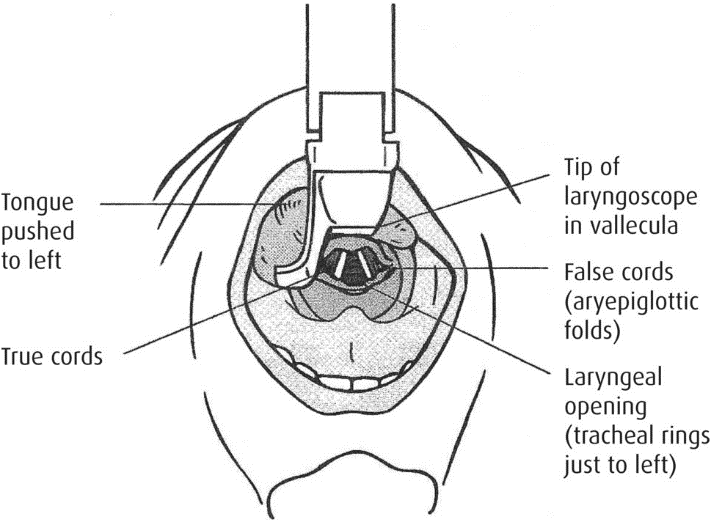 Tongue
pushed
to left
True cords
Tip of
laryngoscope
in vallecula
False cords
(aryepiglottic
folds)
Laryngeal
opening
(tracheal rings
just to left)